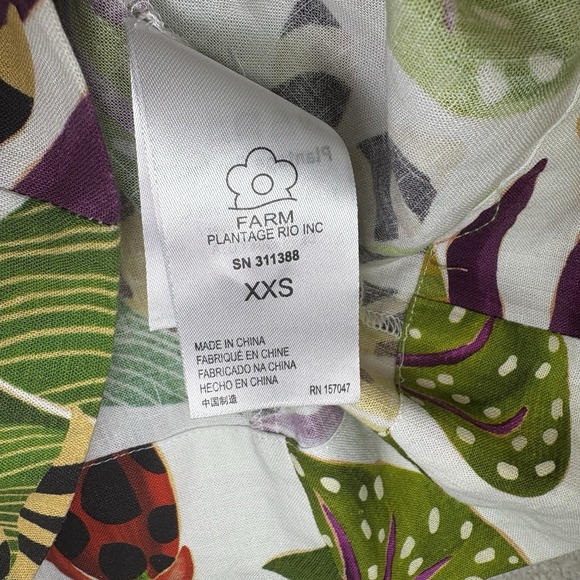 FARM
PLANTAGE RIO INC
SN 311388
XXS
MADE IN CHINA
FABRIQUÉ EN CHINE
FABRICADO NA CHINA
HECHO EN CHINA
中国制造
RN 157047